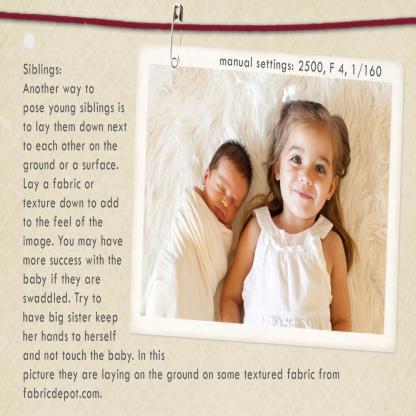 manual settings: 2500, F 4, 1/160
Siblings:
Another way to
pose young siblings is
to lay them down next
to each other on the
ground or a surface.
Lay a fabric or
texture down to add
to the feel of the
image. You may have
more success with the
baby if they are
swaddled. Try to
have big sister keep
her hands to herself
and not touch the baby. In this
picture they are laying on the ground on some textured fabric from
fabricdepot.com.